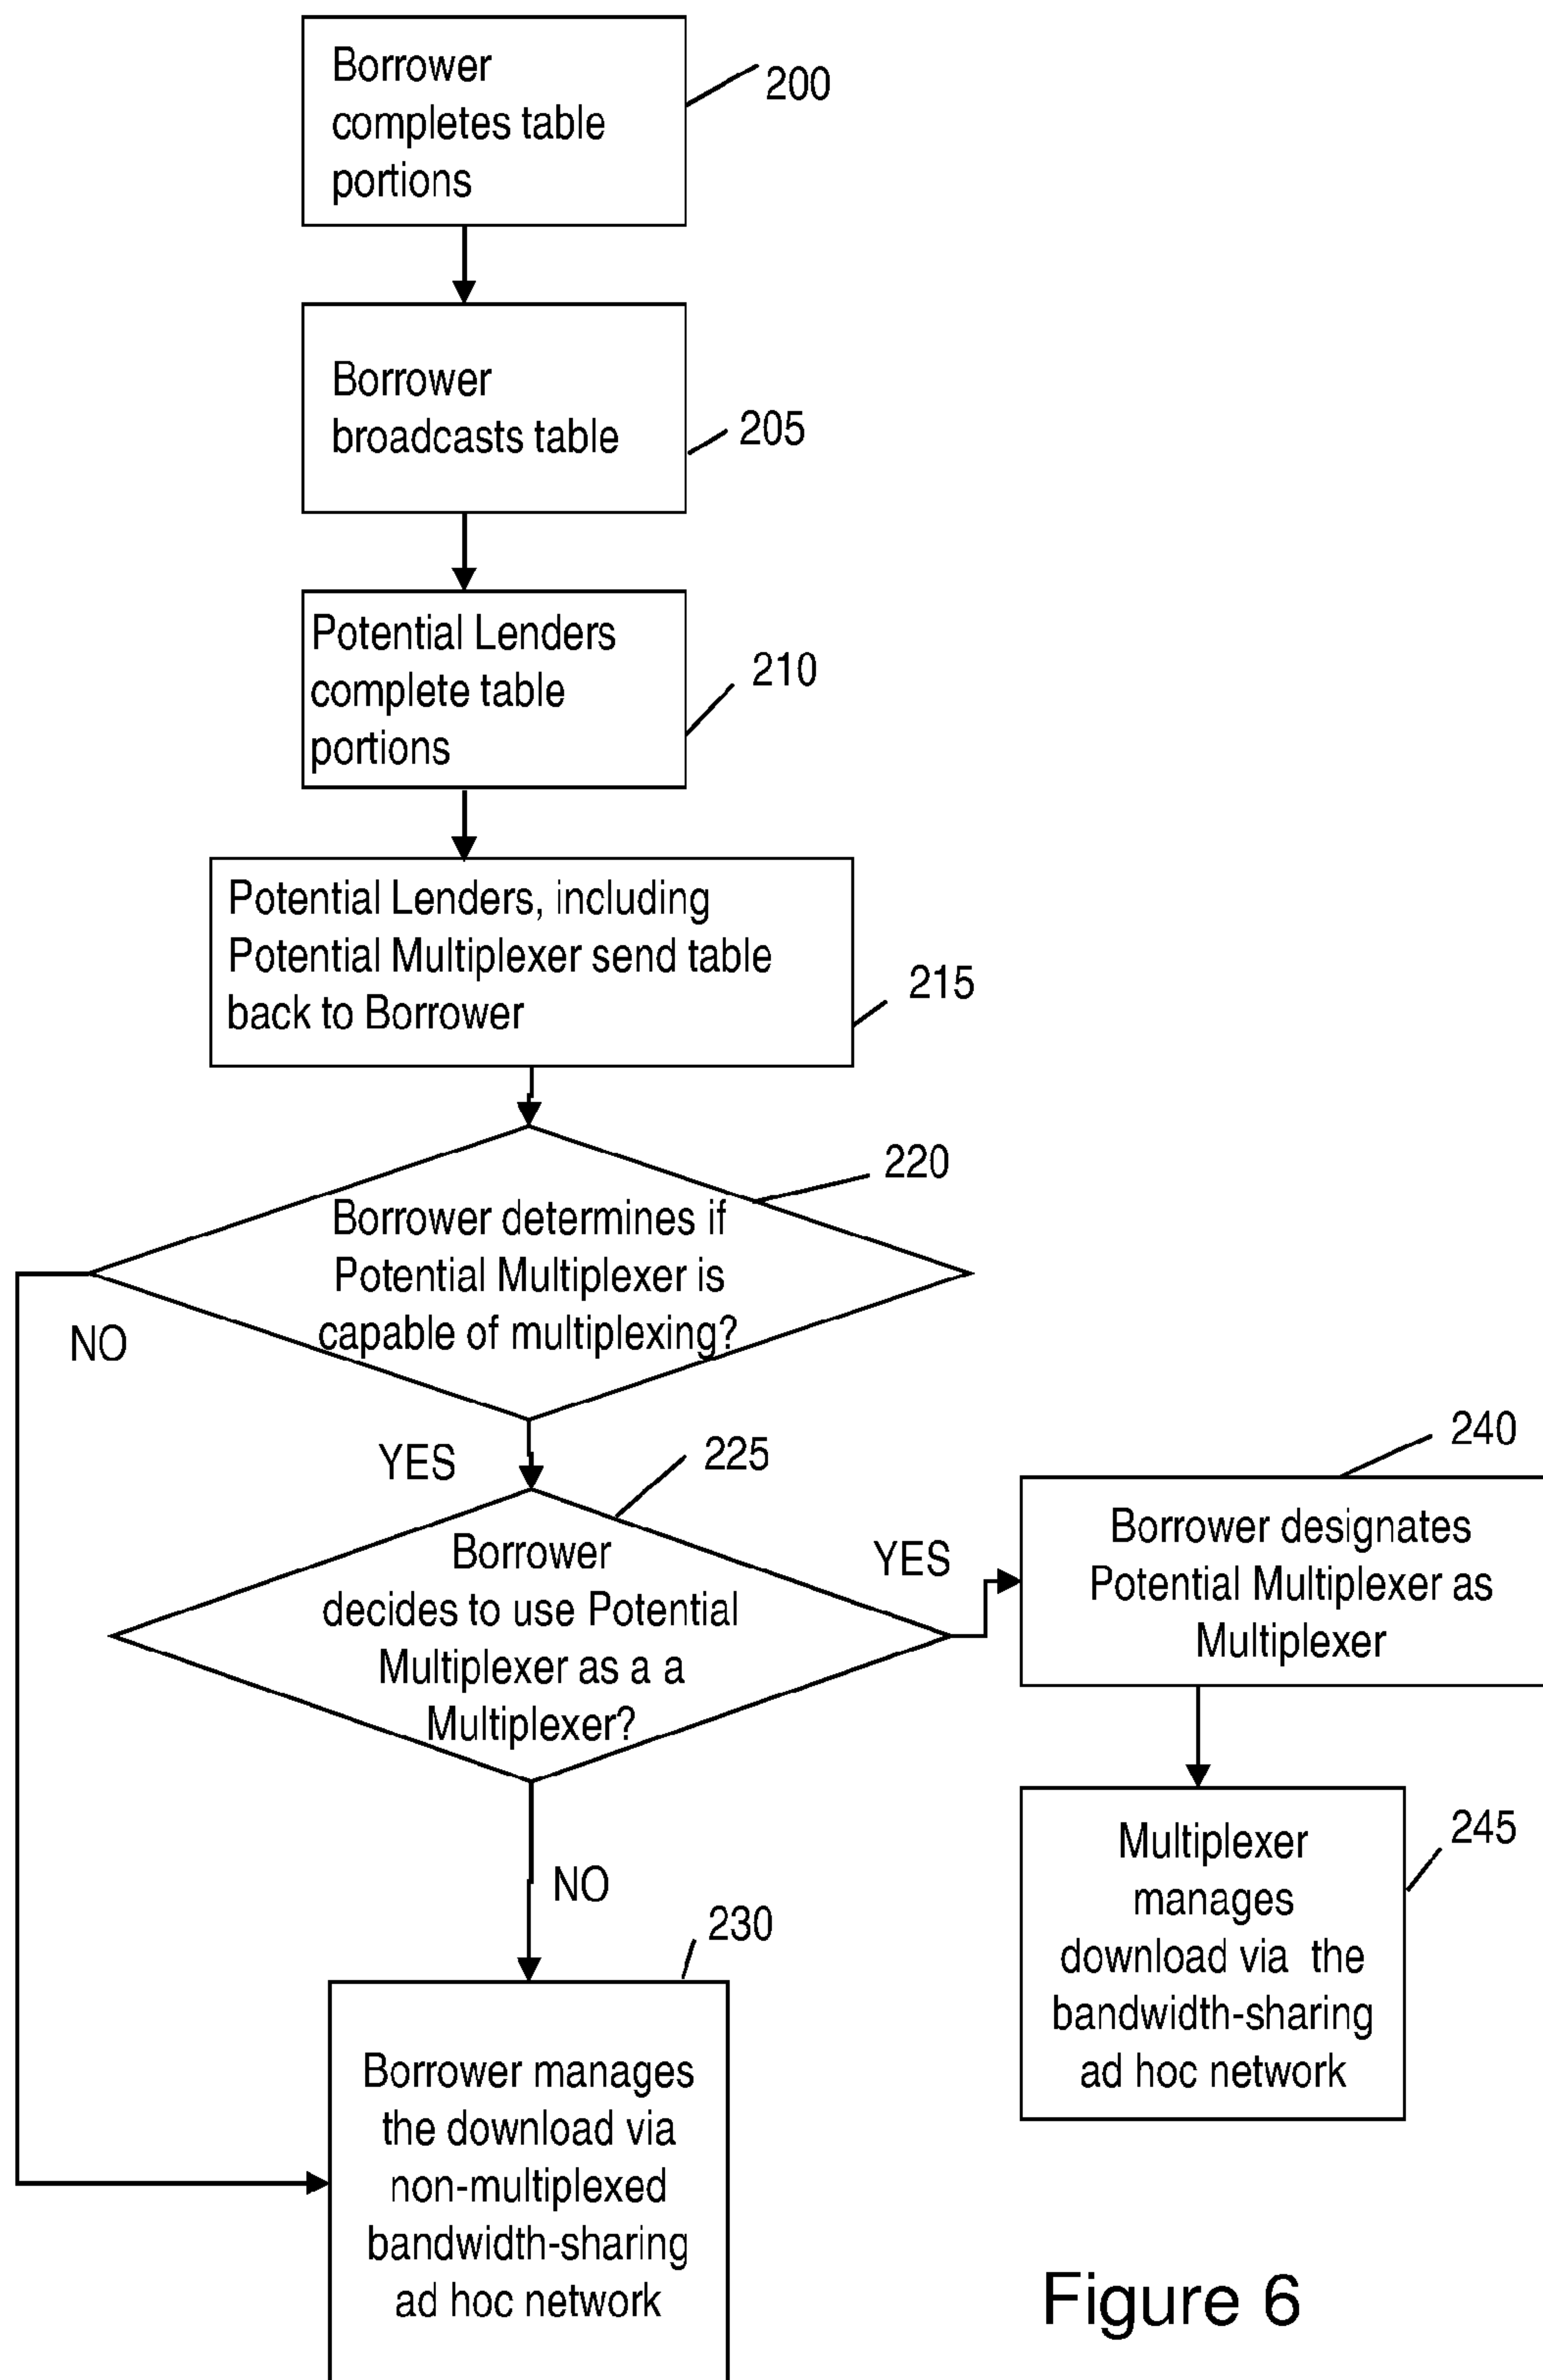 Borrower
completes table
portions
200
Borrower
broadcasts table
205
Potential Lenders
complete table
portions
210
Potential Lenders, including
Potential Multiplexer send table
back to Borrower
215
220
Borrower determines if
Potential Multiplexer is
capable of multiplexing?
NO
YES
225
Borrower
decides to use Potential
Multiplexer as a a
Multiplexer?
YES
240
Borrower designates
Potential Multiplexer as
Multiplexer
NO
245
Multiplexer
manages
download via the
bandwidth-sharing
ad hoc network
230
Borrower manages
the download via
non-multiplexed
bandwidth-sharing
ad hoc network
Figure 6